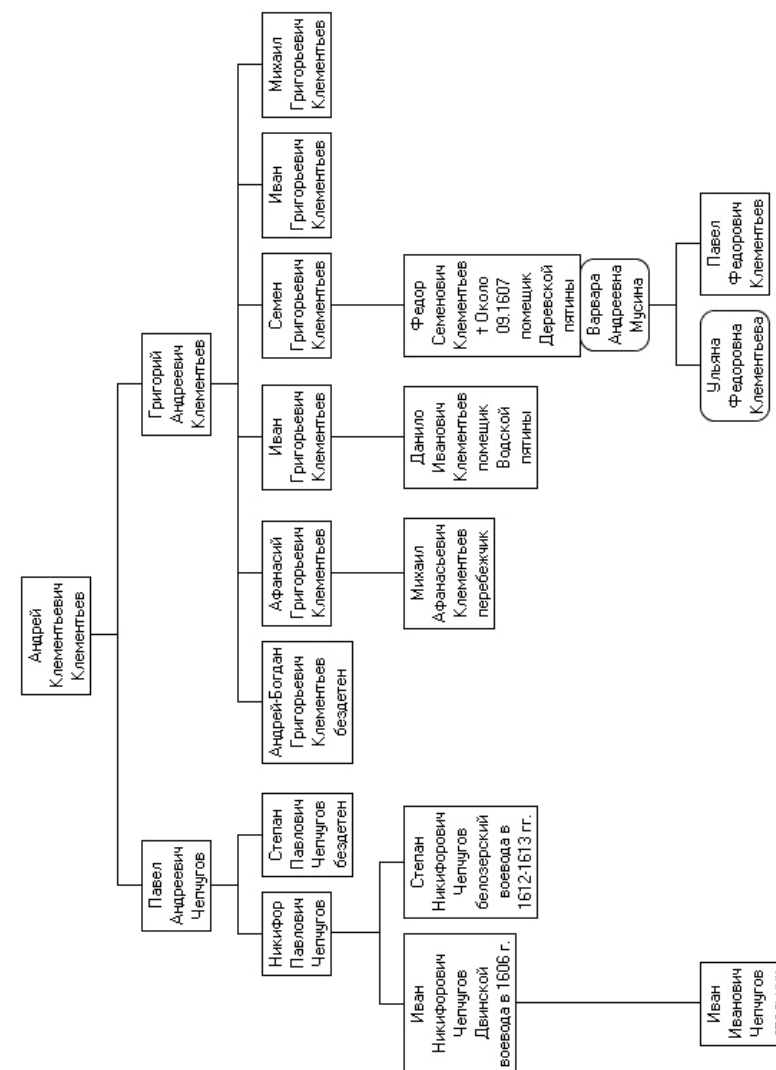 Андрей
Клементьевич
Клементьев
Павел
Андреевич
Чепчугов
Григорий
Андреевич
Клементьев
Никифор
Павлович
Чепчугов
Степан
Павлович
Чепчугов
бездетен
Андрей-Богдан
Григорьевич
Клементьев
бездетен
Афанасий
Григорьевич
Клементьев
Иван
Григорьевич
Клементьев
Семен
Григорьевич
Клементьев
Иван
Григорьевич
Клементьев
Михаил
Григорьевич
Клементьев
Иван
Никифорович
Чепчугов
Двинской
воевода в 1606 г.
Степан
Никифорович
Чепчугов
белозерский
воевода в
1612-1613 гг.
Михаил
Афанасьевич
Клементьев
перебежчик
Данило
Иванович
Клементьев
помещик
Водской
пятины
Федор
Семенович
Клементьев
† Около
09.1607
помещик
Деревской
пятины
Варвара
Андреевна
Мусина
Иван
Иванович
Чепчугов
Ульяна
Федоровна
Клементьева
Павел
Федорович
Клементьев